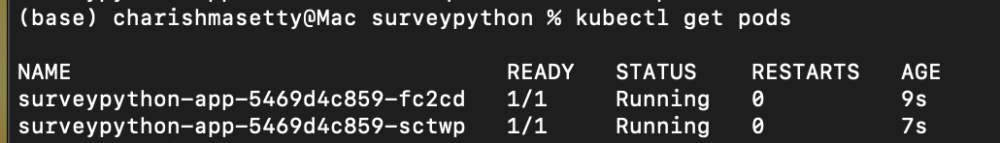 (base) charishmasetty@Mac surveypython % kubectl get pods
NAME READY STATUS RESTARTS AGE
surveypython-app-5469d4c859-fc2cd 1/1 Running 0 9s
surveypython-app-5469d4c859-sctwp 1/1 Running 0 7s